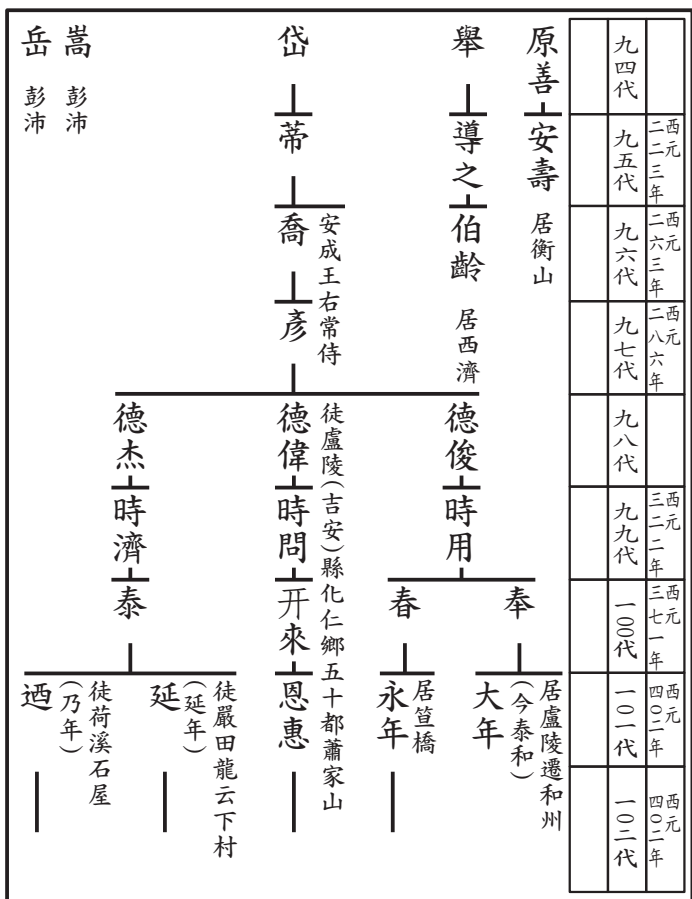 西元二二三年
西元二六三年
西元二八六年
西元三二二年
西元三七一年
西元四〇二年
西元四〇二年
九四代
九五代
九六代
九七代
九八代
九九代
一〇〇代
一〇一代
一〇二代
原善
安壽
居衡山
舉
導之
伯齡
居西濟
岱
蒂
喬
安成王右常侍
彥
嵩
彭沛
岳
彭沛
德俊
時用
奉
大年
居盧陵遷和州
(今泰和)
春
永年
居笪橋
德偉
徒盧陵(吉安)縣化仁鄉五十都蕭家山
時問
开來
恩惠
德杰
時濟
泰
延
(延年)
徒嚴田龍云下村
迺
(乃年)
徒荷溪石屋